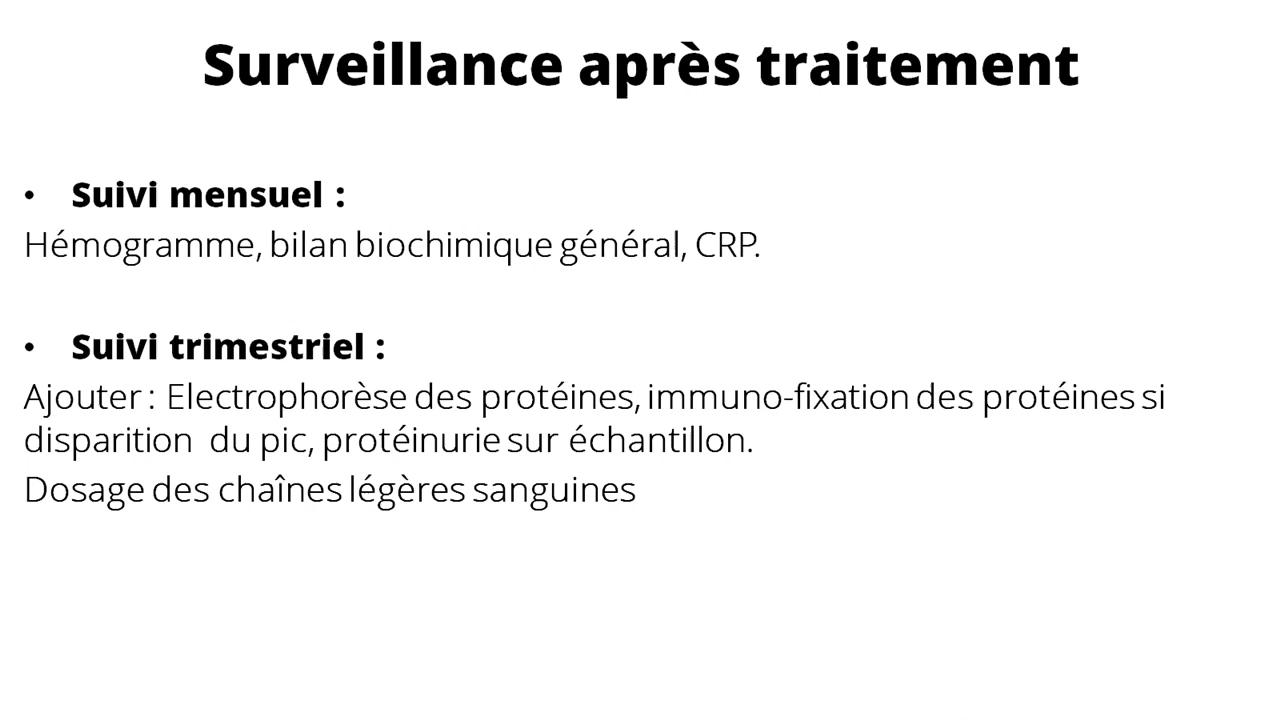 Surveillance après traitement
• Suivi mensuel :
Hémogramme, bilan biochimique général, CRP.
• Suivi trimestriel :
Ajouter : Electrophorèse des protéines, immuno-fixation des protéines si
disparition du pic, protéinurie sur échantillon.
Dosage des chaînes légères sanguines